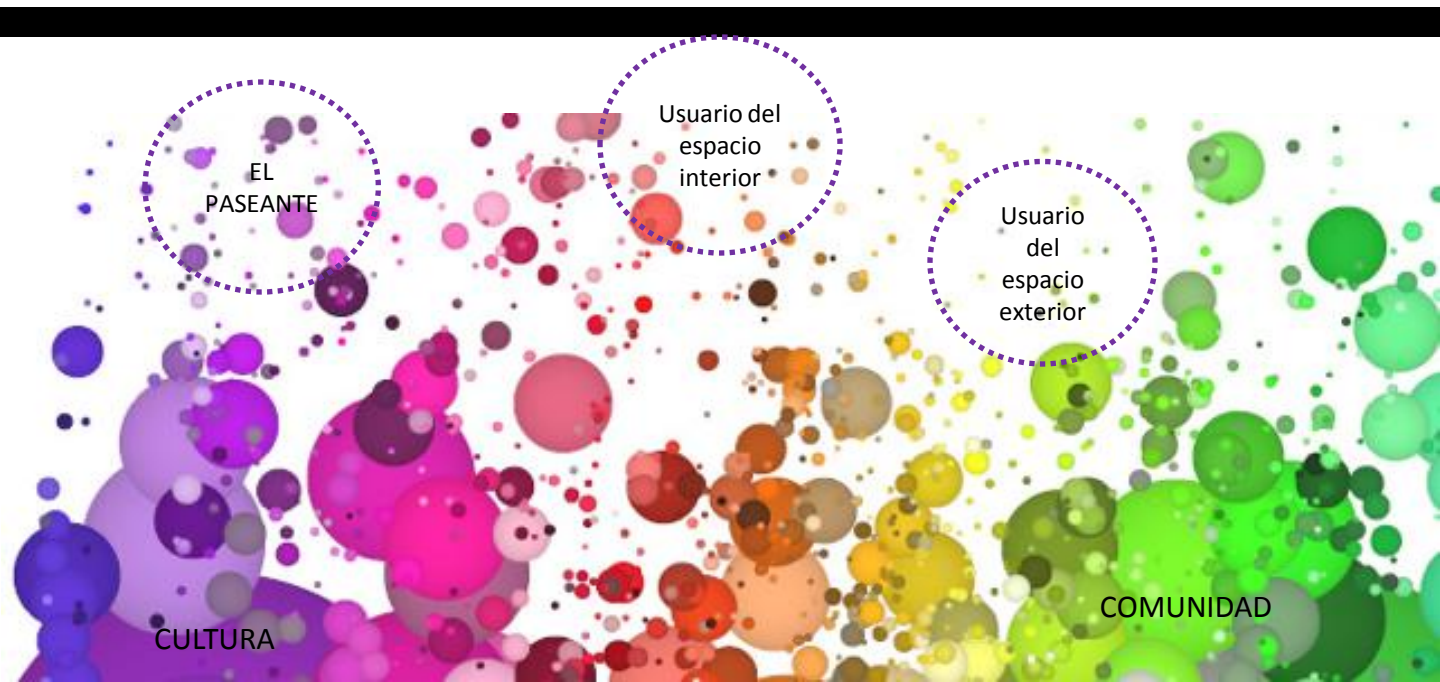 EL
PASEANTE
Usuario del
espacio
interior
Usuario
del
espacio
exterior
CULTURA
COMUNIDAD